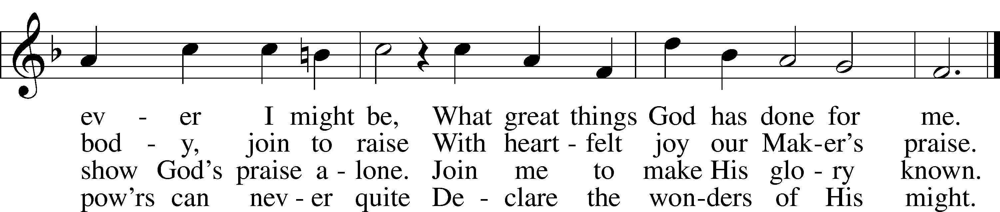 ev - er I might be, What great things God has done for me.
bod - y, join to raise With heart - felt joy our Mak-er’s praise.
show God’s praise a - lone. Join me to make His glo - ry known.
pow’rs can nev - er quite De - clare the won-ders of His might.